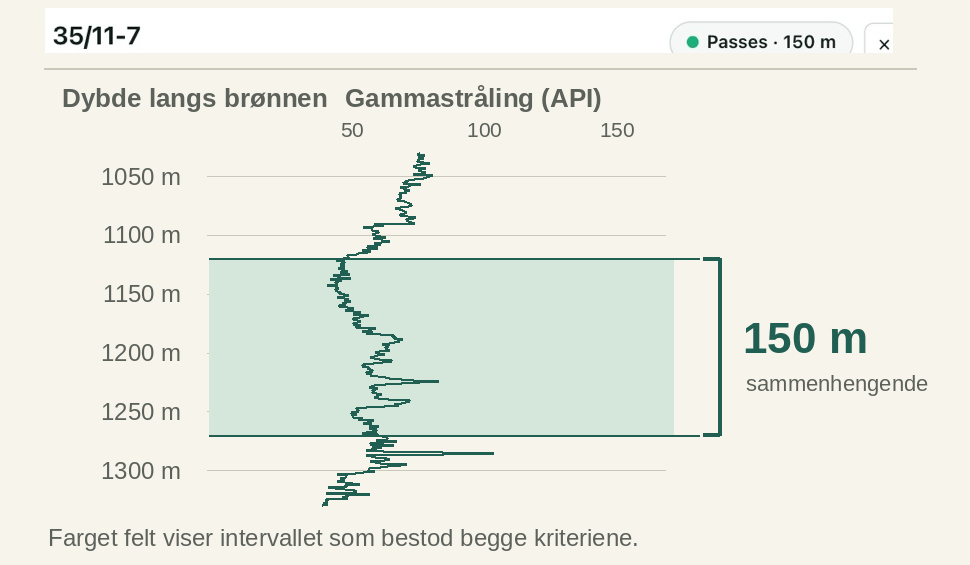 35/11-7
Passes · 150 m
×
Dybde langs brønnen Gammastråling (API)
50 100 150
1050 m
1100 m
1150 m
1200 m
1250 m
1300 m
150 m
sammenhengende
Farget felt viser intervallet som bestod begge kriteriene.